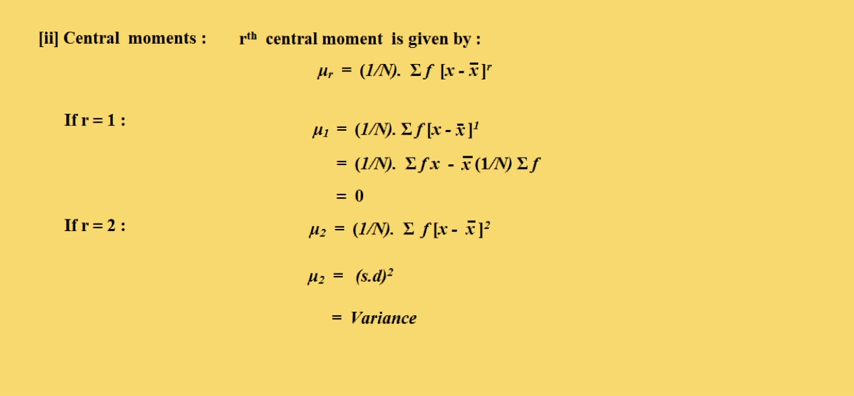 [ii] Central moments : rᵗʰ central moment is given by :
μᵣ = (1/N). Σ f [x - x̅]ʳ
If r = 1 :
μ₁ = (1/N). Σ f [x - x̅]¹
= (1/N). Σ f x - x̅ (1/N) Σ f
= 0
If r = 2 :
μ₂ = (1/N). Σ f [x - x̅]²
μ₂ = (s.d)²
= Variance